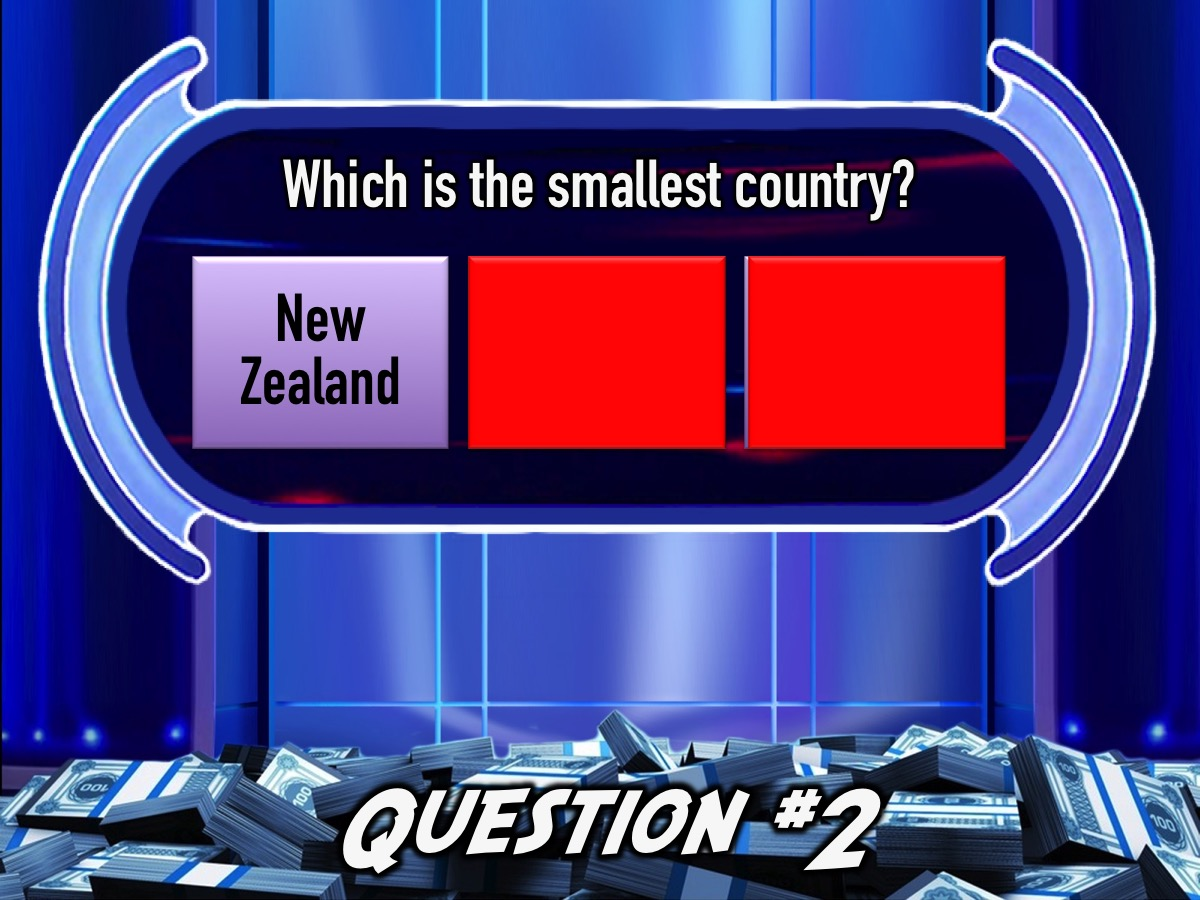 Which is the smallest country?
New
Zealand
QUESTION #2